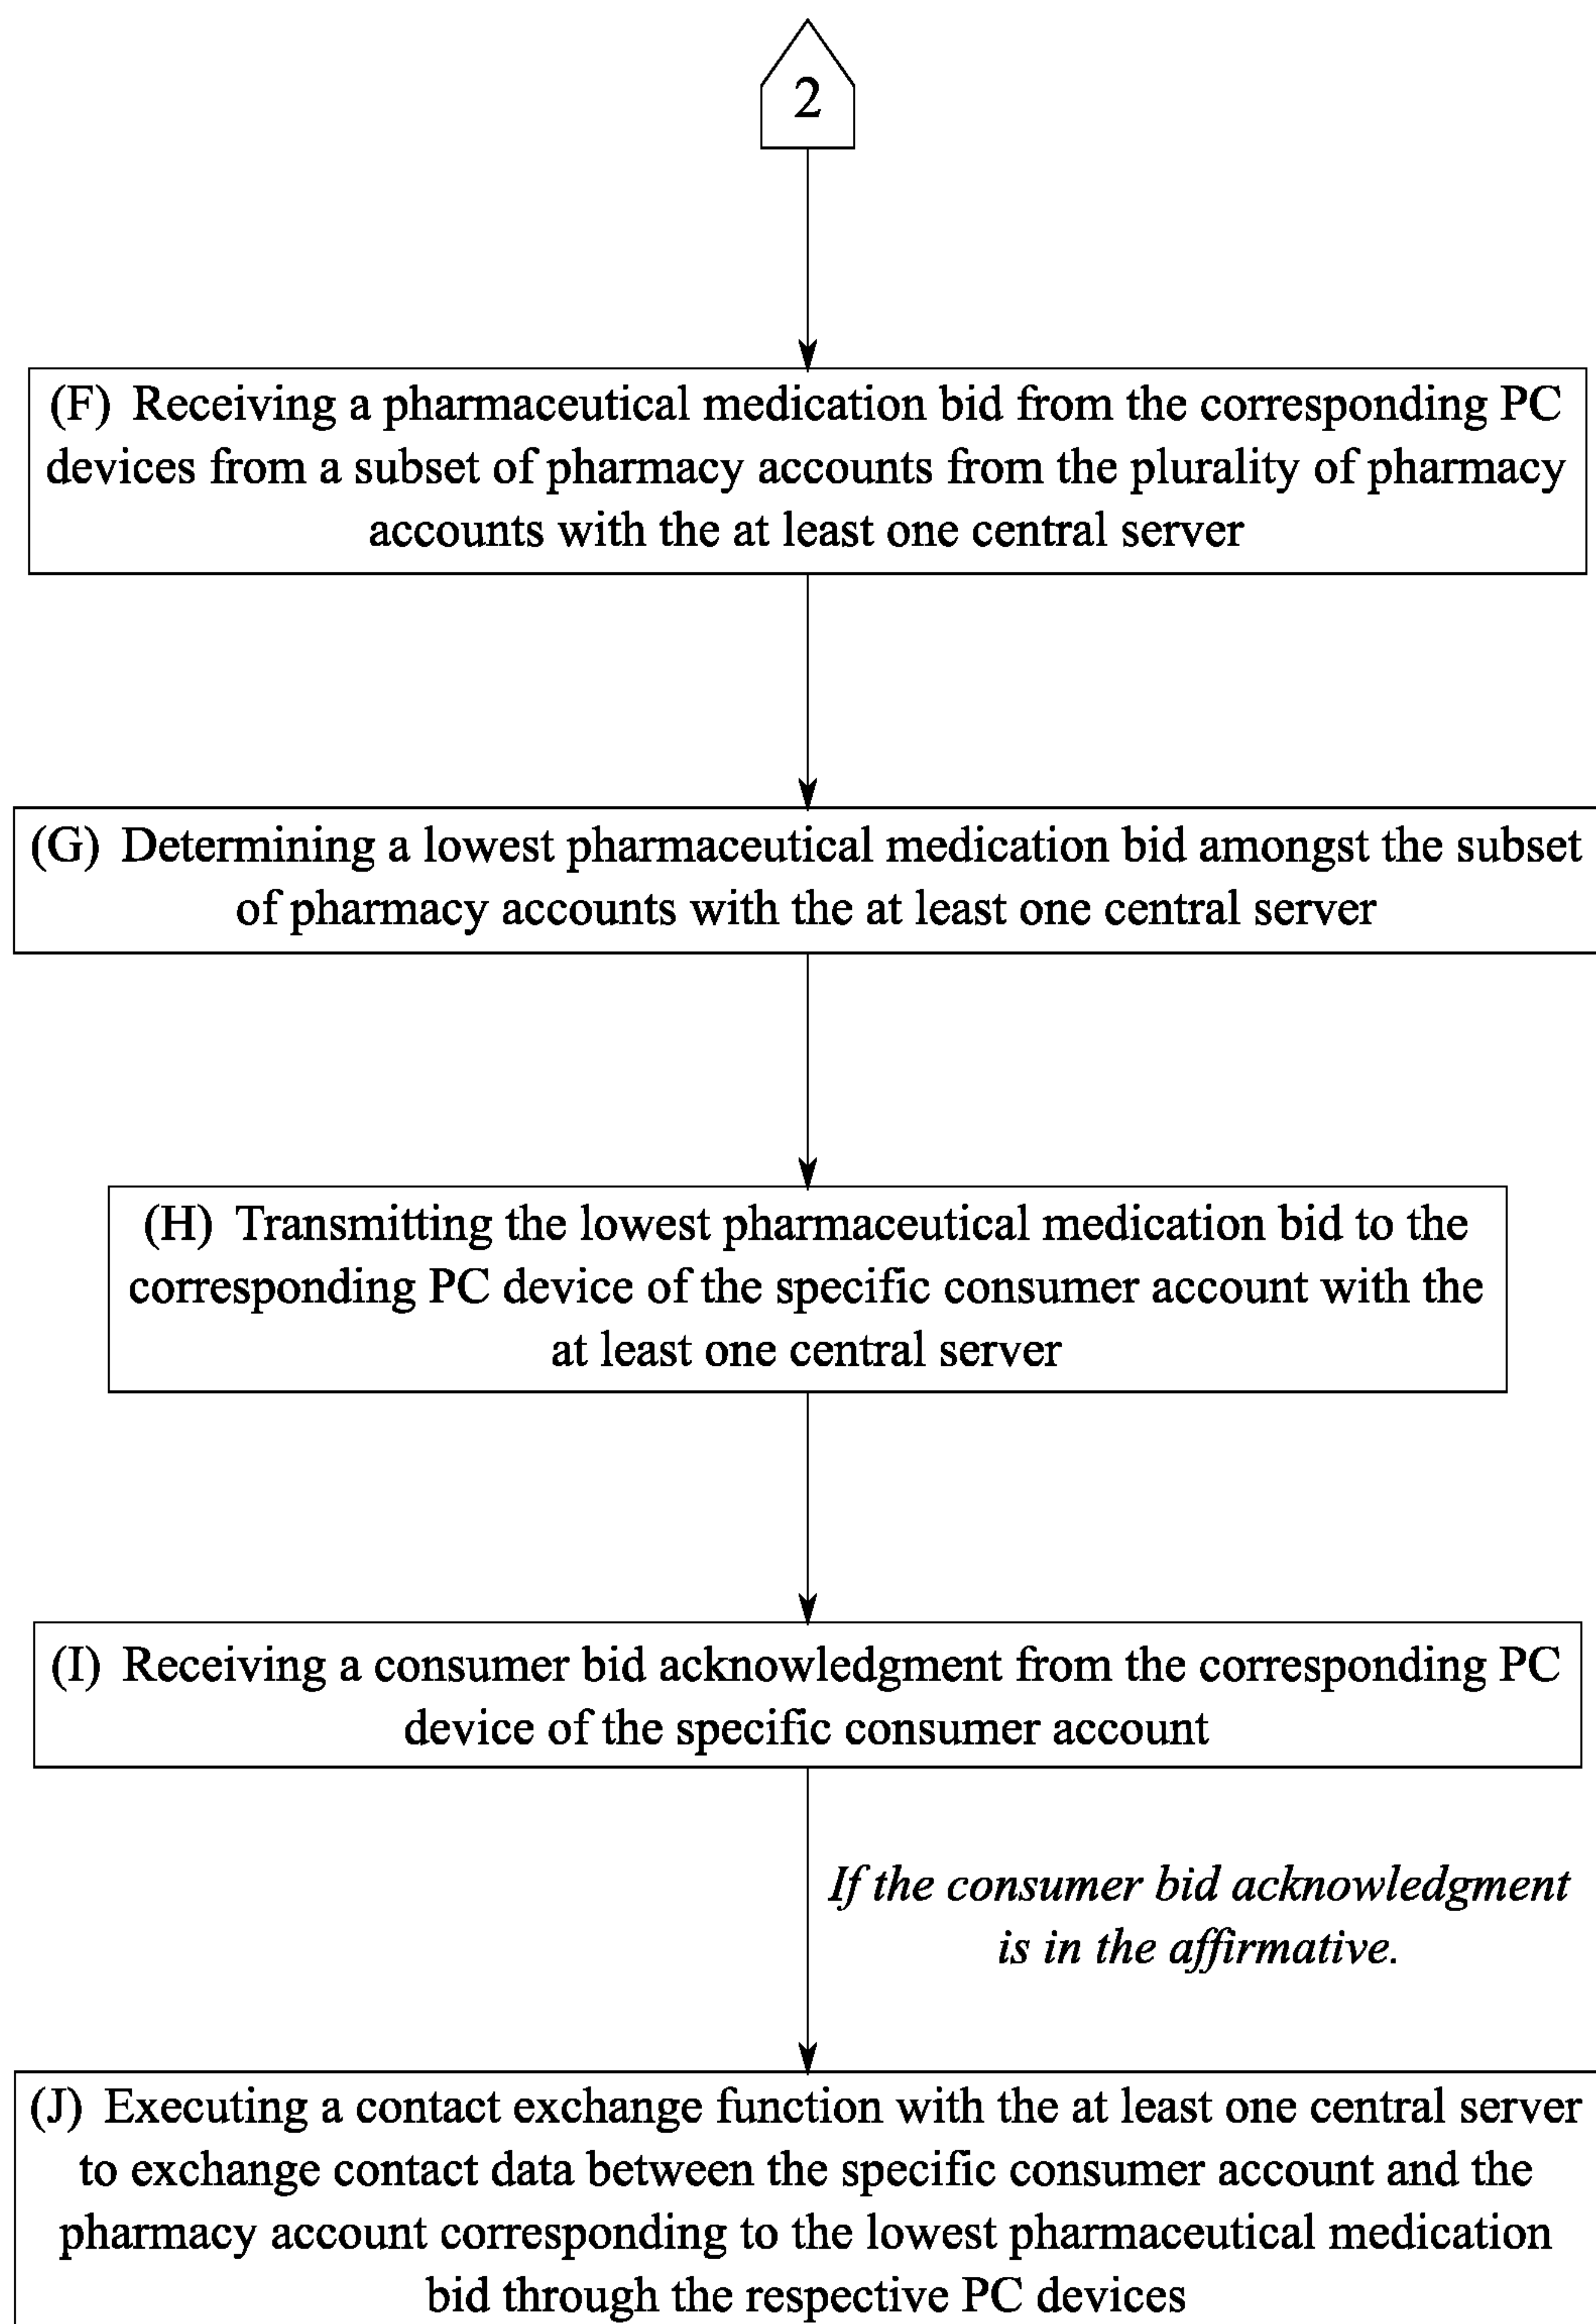 2
(F) Receiving a pharmaceutical medication bid from the corresponding PC
devices from a subset of pharmacy accounts from the plurality of pharmacy
accounts with the at least one central server
(G) Determining a lowest pharmaceutical medication bid amongst the subset
of pharmacy accounts with the at least one central server
(H) Transmitting the lowest pharmaceutical medication bid to the
corresponding PC device of the specific consumer account with the
at least one central server
(I) Receiving a consumer bid acknowledgment from the corresponding PC
device of the specific consumer account
If the consumer bid acknowledgment
is in the affirmative.
(J) Executing a contact exchange function with the at least one central server
to exchange contact data between the specific consumer account and the
pharmacy account corresponding to the lowest pharmaceutical medication
bid through the respective PC devices